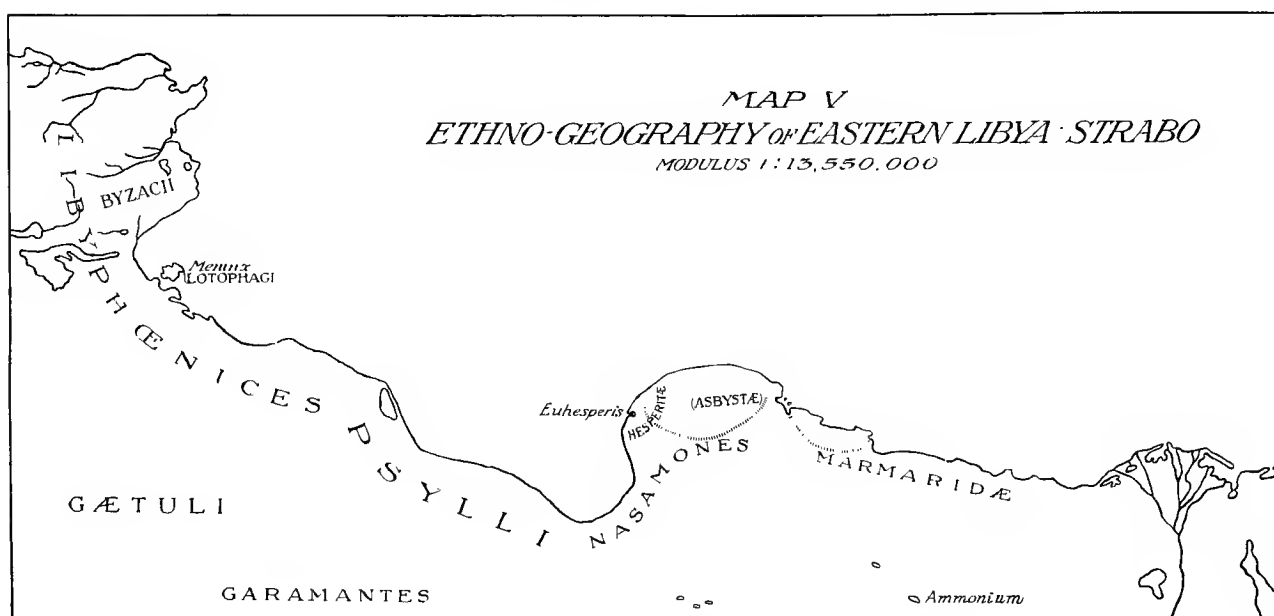 MAP V
ETHNO-GEOGRAPHY OF EASTERN LIBYA · STRABO
MODULUS 1:13,550,000
LIBYPHŒNICES
BYZACII
Meninx
LOTOPHAGI
Euhesperis
HESPERITÆ
(ASBYSTÆ)
PSYLLI
NASAMONES
MARMARIDÆ
GÆTULI
GARAMANTES
Ammonium